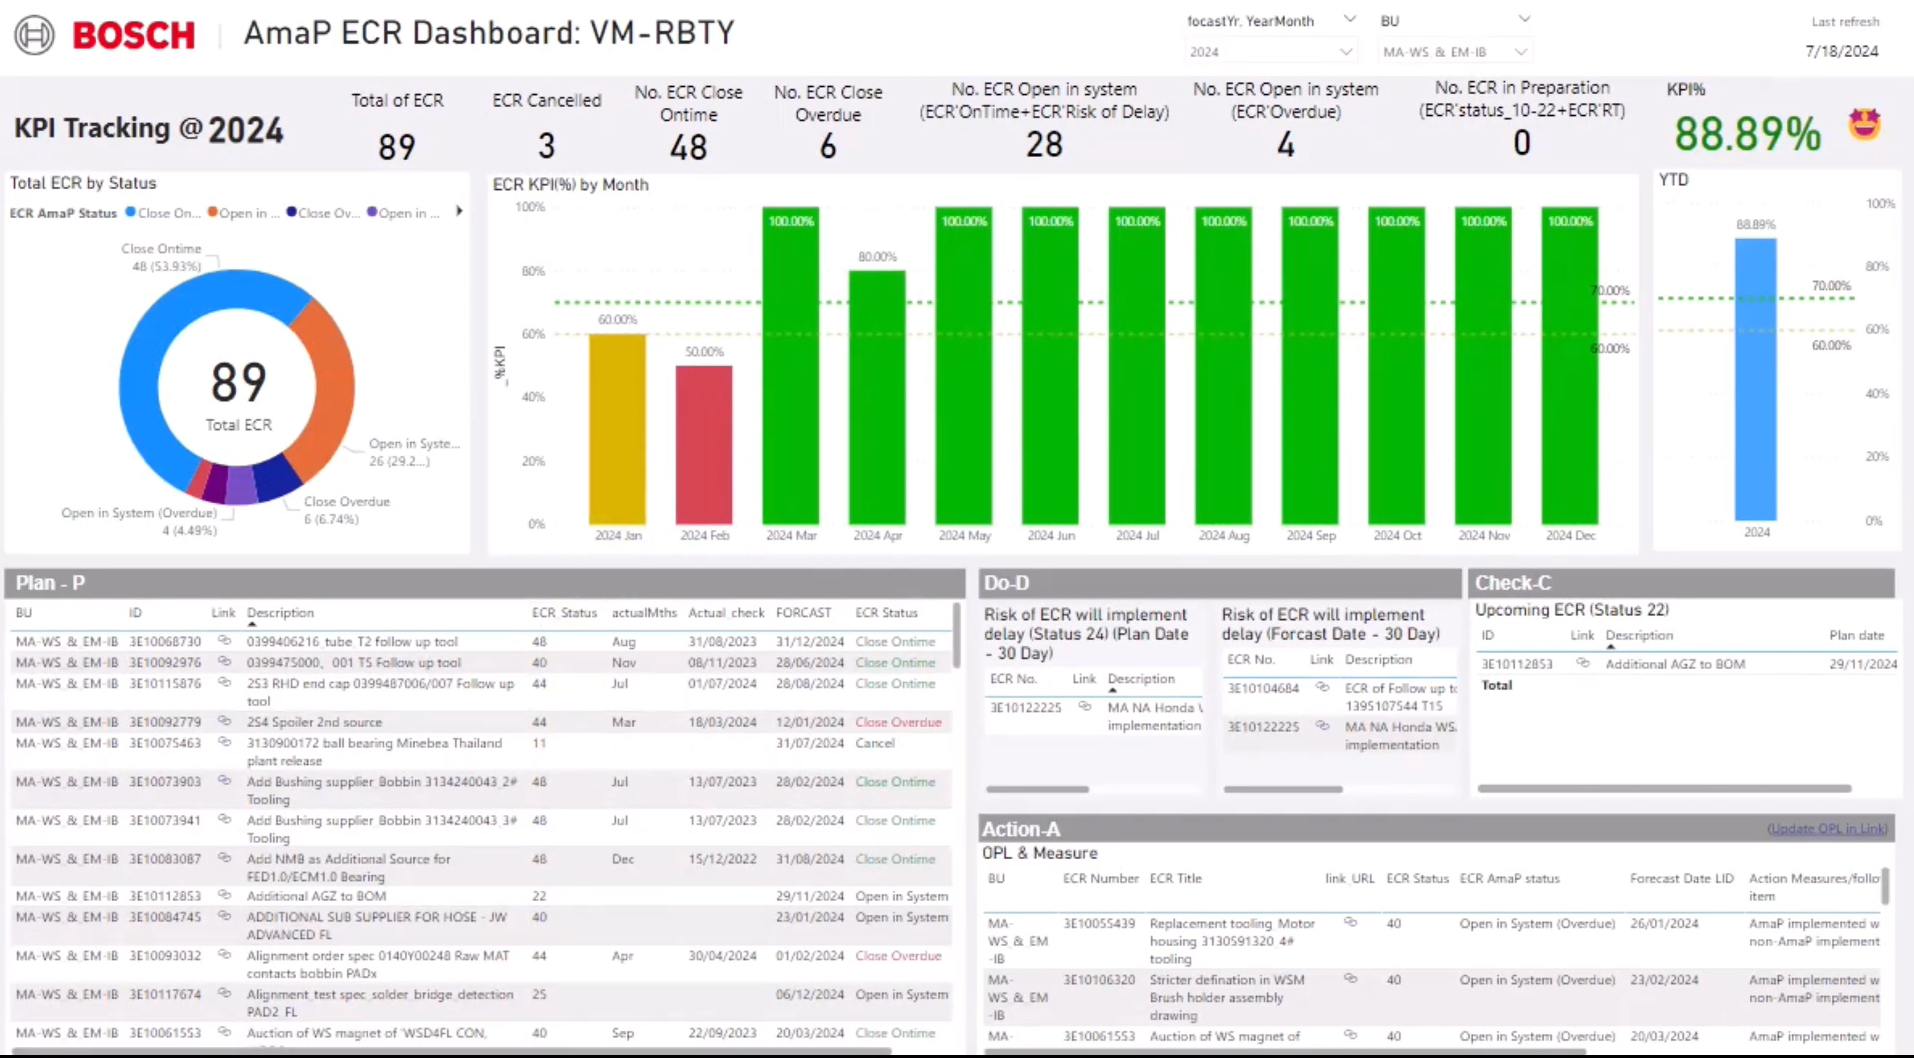 BOSCH
AmaP ECR Dashboard: VM-RBTY
focastYr, YearMonth
2024
BU
MA-WS & EM-IB
Last refresh
7/18/2024
KPI Tracking @ 2024
Total of ECR
89
ECR Cancelled
3
No. ECR Close
Ontime
48
No. ECR Close
Overdue
6
No. ECR Open in system
(ECR'OnTime+ECR'Risk of Delay)
28
No. ECR Open in system
(ECR'Overdue)
4
No. ECR in Preparation
(ECR'status_10-22+ECR'RT)
0
KPI%
88.89%
Total ECR by Status
ECR AmaP Status Close On... Open in ... Close Ov... Open in ...
Close Ontime
48 (53.93%)
89
Total ECR
Open in Syste...
26 (29.2...)
Close Overdue
6 (6.74%)
Open in System (Overdue)
4 (4.49%)
ECR KPI(%) by Month
_%KPI
100%
80%
60%
40%
20%
0%
60.00%
50.00%
100.00%
80.00%
100.00%
100.00%
100.00%
100.00%
100.00%
100.00%
100.00%
100.00%
70.00%
60.00%
2024 Jan
2024 Feb
2024 Mar
2024 Apr
2024 May
2024 Jun
2024 Jul
2024 Aug
2024 Sep
2024 Oct
2024 Nov
2024 Dec
YTD
88.89%
70.00%
60.00%
100%
80%
60%
40%
20%
0%
2024
Plan - P
BU ID Link Description ECR Status actualMths Actual_check FORCAST ECR Status
MA-WS & EM-IB 3E10068730 0399406216_tube_T2 follow up tool 48 Aug 31/08/2023 31/12/2024 Close Ontime
MA-WS & EM-IB 3E10092976 0399475000、001 T5 Follow up tool 40 Nov 08/11/2023 28/06/2024 Close Ontime
MA-WS & EM-IB 3E10115876 2S3 RHD end cap 0399487006/007 Follow up 44 Jul 01/07/2024 28/08/2024 Close Ontime
tool
MA-WS & EM-IB 3E10092779 2S4 Spoiler 2nd source 44 Mar 18/03/2024 12/01/2024 Close Overdue
MA-WS & EM-IB 3E10075463 3130900172 ball bearing Minebea Thailand 11 31/07/2024 Cancel
plant release
MA-WS & EM-IB 3E10073903 Add Bushing supplier_Bobbin 3134240043_2# 48 Jul 13/07/2023 28/02/2024 Close Ontime
Tooling
MA-WS & EM-IB 3E10073941 Add Bushing supplier_Bobbin 3134240043_3# 48 Jul 13/07/2023 28/02/2024 Close Ontime
Tooling
MA-WS & EM-IB 3E10083087 Add NMB as Additional Source for 48 Dec 15/12/2022 31/08/2024 Close Ontime
FED1.0/ECM1.0 Bearing
MA-WS & EM-IB 3E10112853 Additional AGZ to BOM 22 29/11/2024 Open in System
MA-WS & EM-IB 3E10084745 ADDITIONAL SUB SUPPLIER FOR HOSE - JW 40 23/01/2024 Open in System
ADVANCED FL
MA-WS & EM-IB 3E10093032 Alignment order spec 0140Y00248 Raw MAT 44 Apr 30/04/2024 01/02/2024 Close Overdue
contacts bobbin PADx
MA-WS & EM-IB 3E10117674 Alignment_test spec_solder_bridge_detection 25 06/12/2024 Open in System
PAD2_FL
MA-WS & EM-IB 3E10061553 Auction of WS magnet of 'WSD4FL CON, 40 Sep 22/09/2023 20/03/2024 Close Ontime
Do-D
Risk of ECR will implement
delay (Status 24) (Plan Date
- 30 Day)
ECR No. Link Description
3E10122225 MA NA Honda
implementation
Risk of ECR will implement
delay (Forcast Date - 30 Day)
ECR No. Link Description
3E10104684 ECR of Follow up
1395107544 T15
3E10122225 MA NA Honda WS
implementation
Check-C
Upcoming ECR (Status 22)
ID Link Description Plan date
3E10112853 Additional AGZ to BOM 29/11/2024
Total
Action-A
(Update OPL in Link)
OPL & Measure
BU ECR Number ECR Title link_URL ECR Status ECR AmaP status Forecast Date LID Action Measures/follo
item
MA- 3E10055439 Replacement tooling_Motor 40 Open in System (Overdue) 26/01/2024 AmaP implemented w
WS & EM housing 3130591320 4# non-AmaP implement
-IB tooling
MA- 3E10106320 Stricter defination in WSM 40 Open in System (Overdue) 23/02/2024 AmaP implemented w
WS & EM Brush holder assembly non-AmaP implement
-IB drawing
MA- 3E10061553 Auction of WS magnet of 40 Open in System (Overdue) 20/03/2024 AmaP implemented w